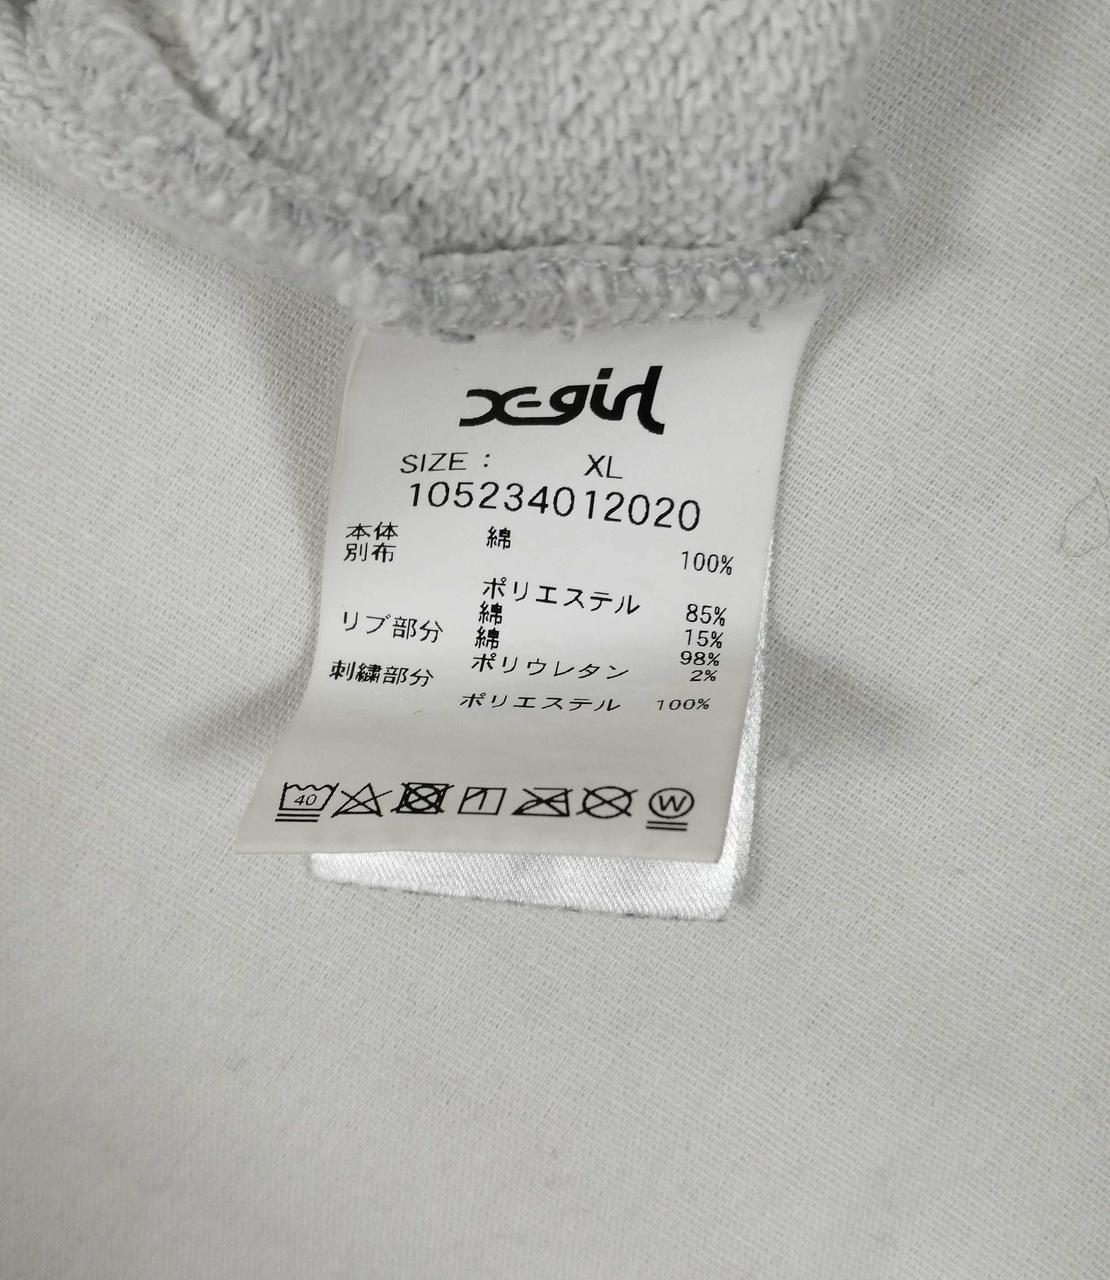 X-girl
SIZE : XL
105234012020
本体 綿 100%
別布
ポリエステル 85%
綿 15%
リブ部分 綿 98%
ポリウレタン 2%
刺繍部分
ポリエステル 100%
40 W